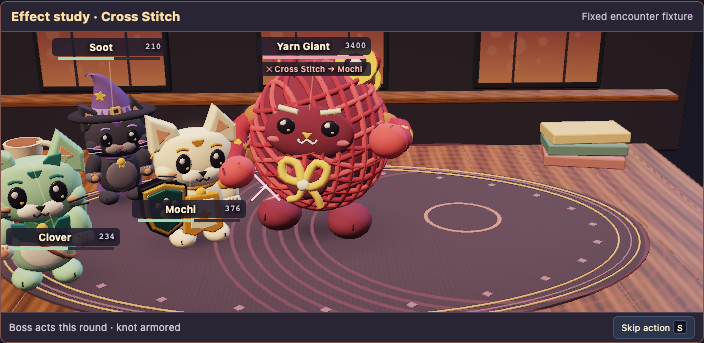 Effect study · Cross Stitch
Fixed encounter fixture
Soot 210
Yarn Giant 3400
× Cross Stitch → Mochi
Mochi 376
Clover 234
Boss acts this round · knot armored
Skip action S